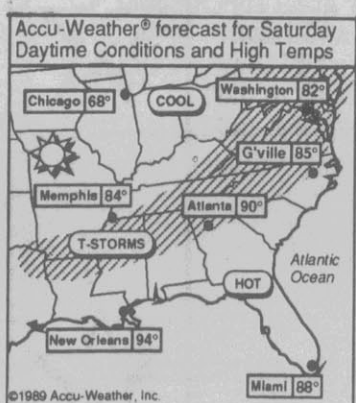 Accu-Weather® forecast for Saturday
Daytime Conditions and High Temps
Washington 82°
Chicago 68°
COOL
G'ville 85°
Memphis 84°
Atlanta 90°
T-STORMS
Atlantic
Ocean
HOT
New Orleans 94°
Miami 88°
©1989 Accu-Weather, Inc.